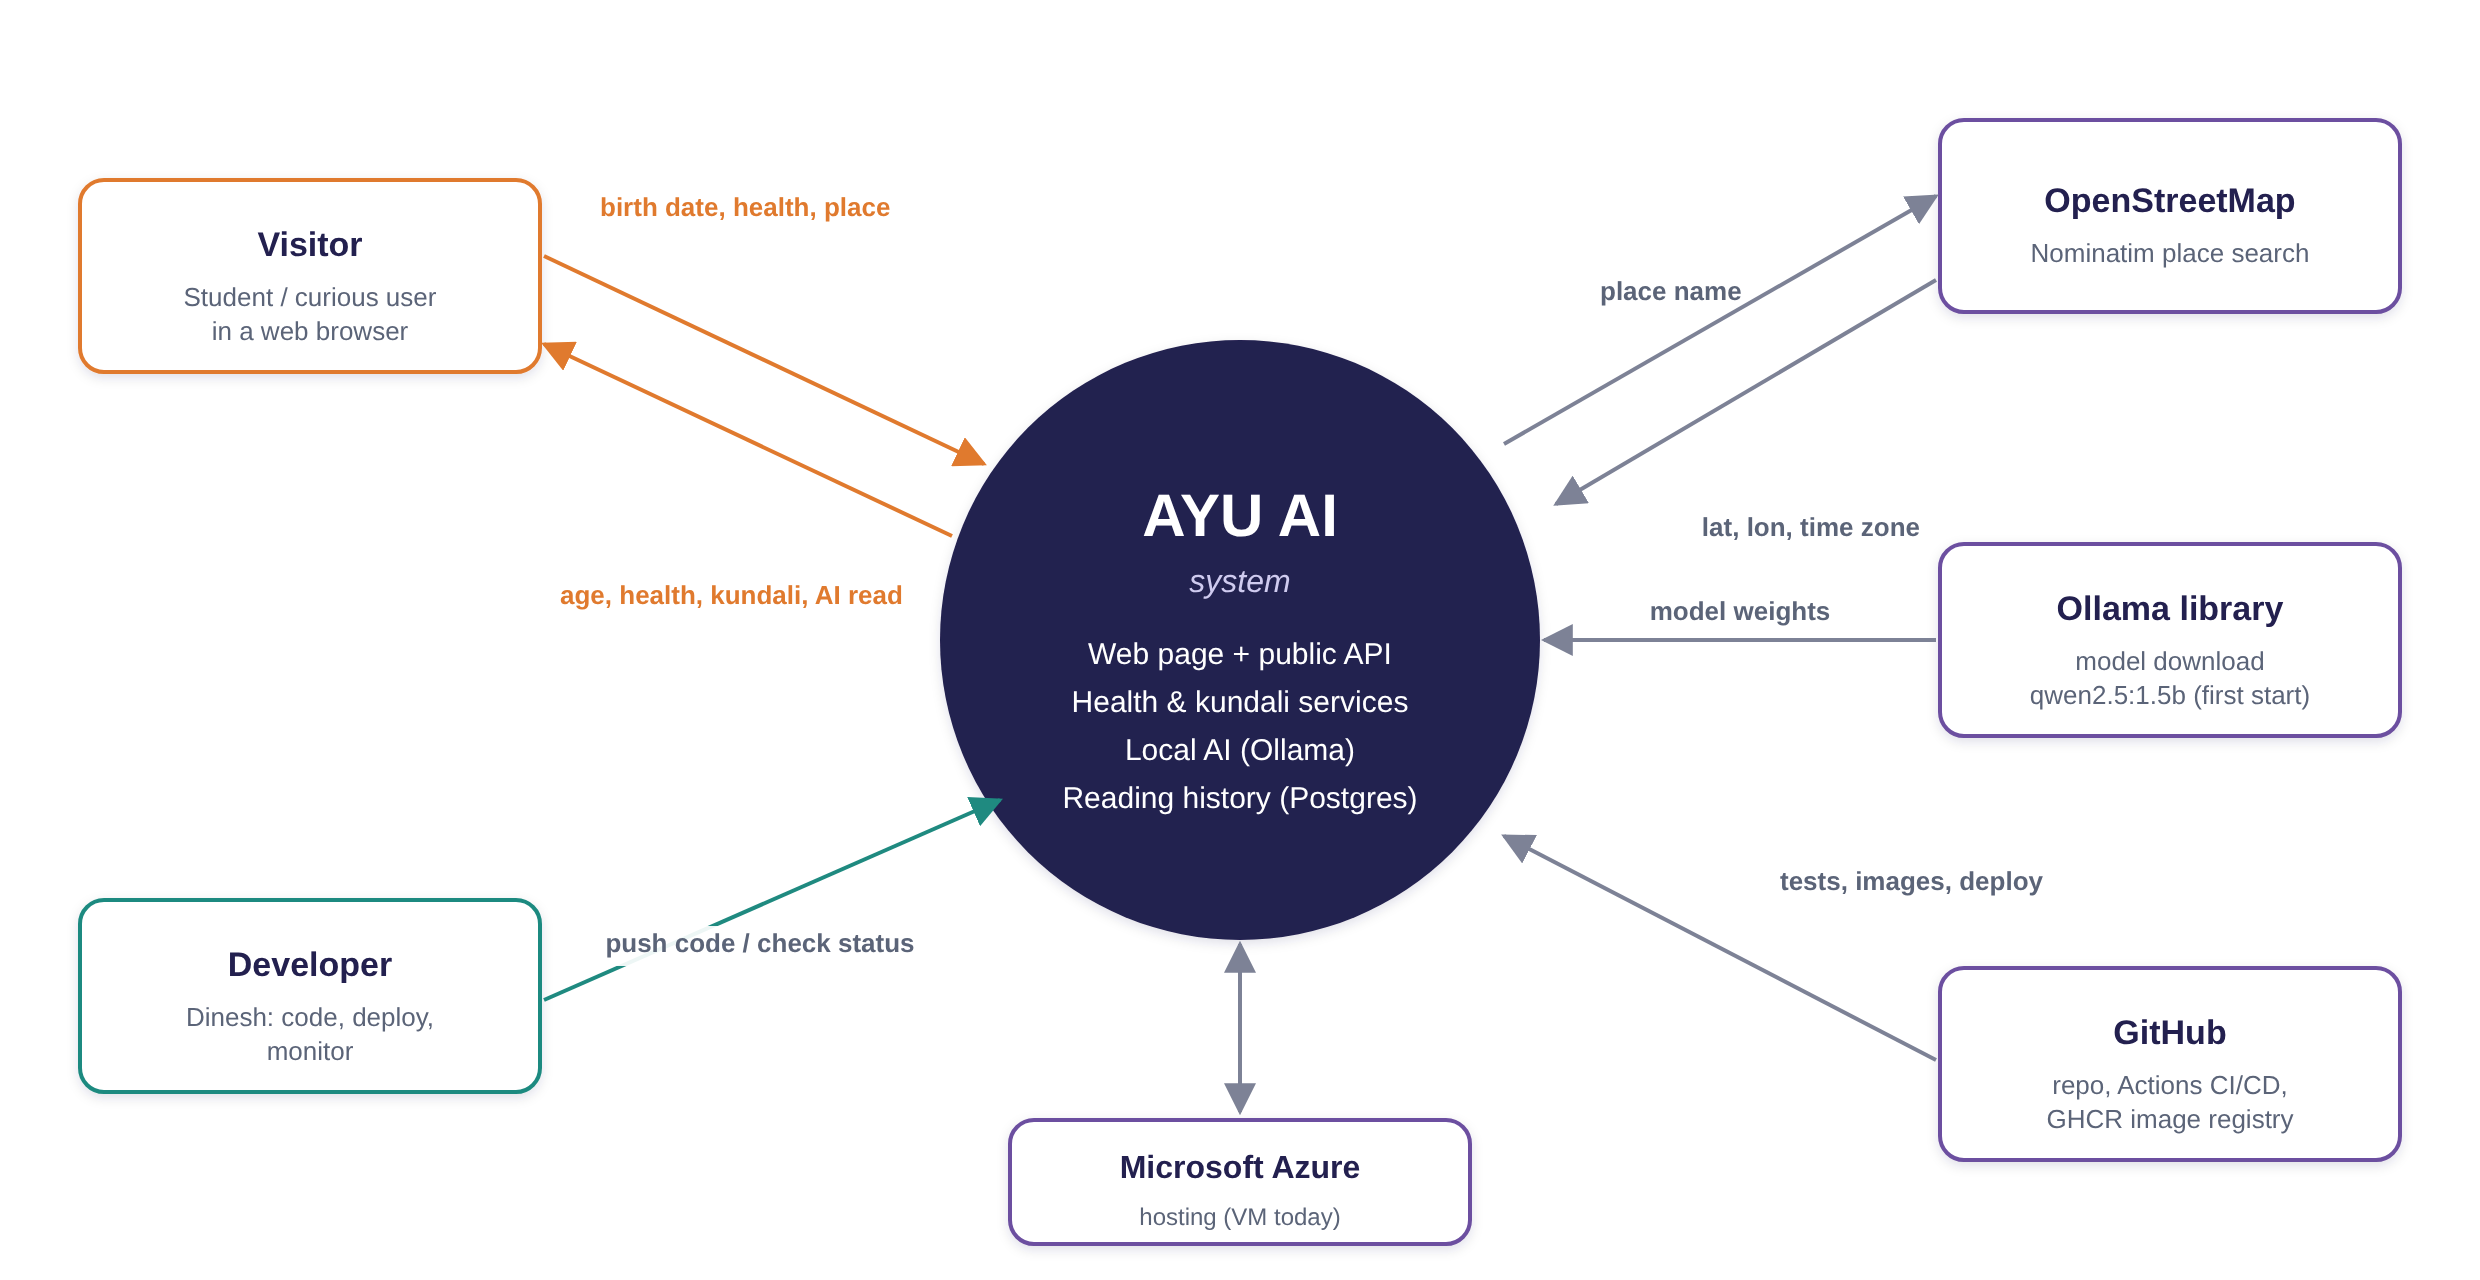 birth date, health, place
Visitor
Student / curious user
in a web browser
age, health, kundali, AI read
OpenStreetMap
Nominatim place search
place name
lat, lon, time zone
AYU AI
system
Web page + public API
Health & kundali services
Local AI (Ollama)
Reading history (Postgres)
model weights
Ollama library
model download
qwen2.5:1.5b (first start)
Developer
Dinesh: code, deploy,
monitor
push code / check status
tests, images, deploy
GitHub
repo, Actions CI/CD,
GHCR image registry
Microsoft Azure
hosting (VM today)